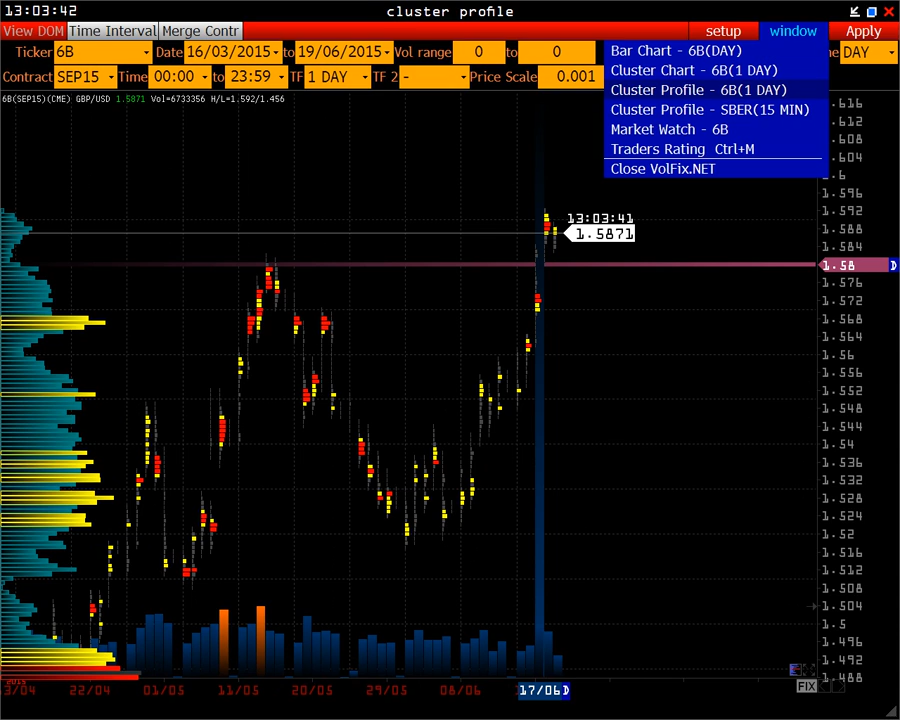 13:03:42 cluster profile
View DOM Time Interval Merge Contr setup window Apply
Ticker 6B Date 16/03/2015 to 19/06/2015 Vol range 0 to 0 DAY
Contract SEP15 Time 00:00 to 23:59 TF 1 DAY TF 2 - Price Scale 0.001
Bar Chart - 6B(DAY)
Cluster Chart - 6B(1 DAY)
Cluster Profile - 6B(1 DAY)
Cluster Profile - SBER(15 MIN)
Market Watch - 6B
Traders Rating Ctrl+M
Close VolFix.NET
6B(SEP15)(CME) GBP/USD 1.5871 Vol=6733356 H/L=1.592/1.456
.616
.612
.608
.604
.6
1.596
1.592
1.588
1.584
1.58 D
1.576
1.572
1.568
1.564
1.56
1.556
1.552
1.548
1.544
1.54
1.536
1.532
1.528
1.524
1.52
1.516
1.512
1.508
1.504
1.5
1.496
1.492
1.488
13:03:41
1.5871
FIX
2015
3/04 22/04 01/05 11/05 20/05 29/05 08/06 17/06 D